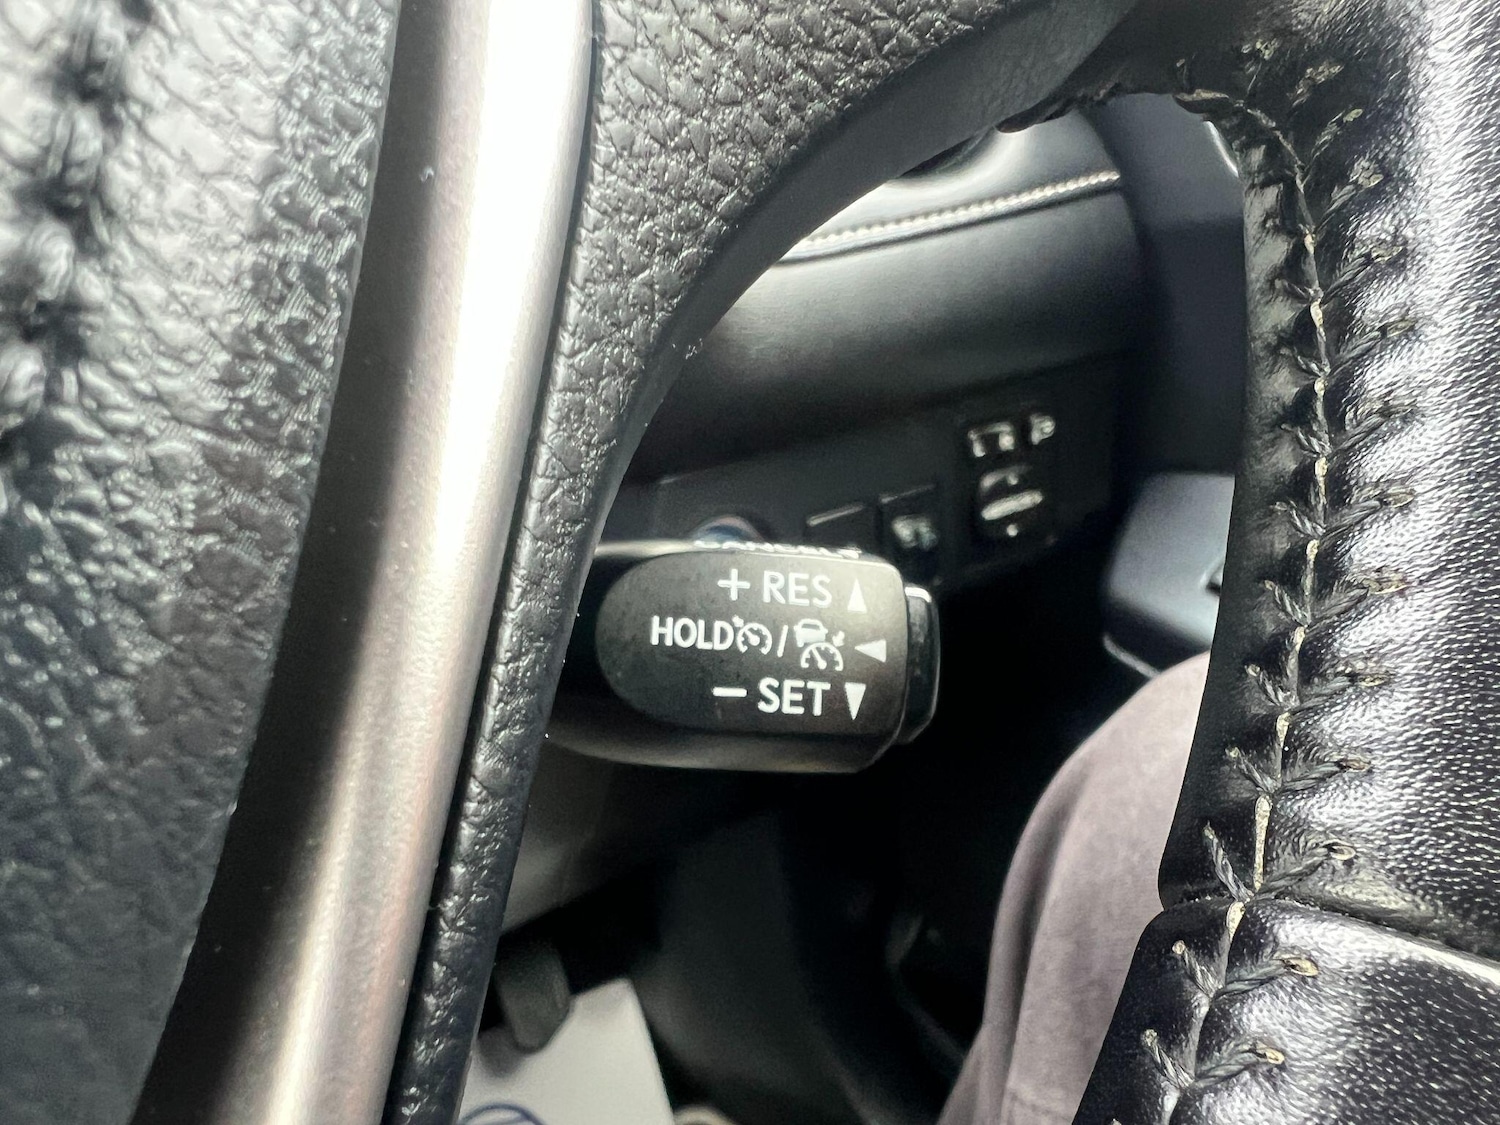 + RES ▲
HOLD / ◀
− SET ▼